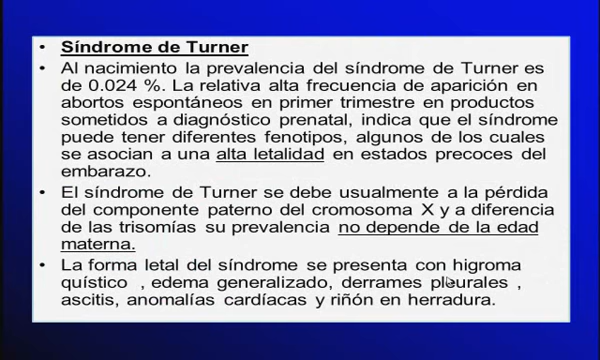 • Síndrome de Turner
• Al nacimiento la prevalencia del síndrome de Turner es
de 0.024 %. La relativa alta frecuencia de aparición en
abortos espontáneos en primer trimestre en productos
sometidos a diagnóstico prenatal, indica que el síndrome
puede tener diferentes fenotipos, algunos de los cuales
se asocian a una alta letalidad en estados precoces del
embarazo.
• El síndrome de Turner se debe usualmente a la pérdida
del componente paterno del cromosoma X y a diferencia
de las trisomías su prevalencia no depende de la edad
materna.
• La forma letal del síndrome se presenta con higroma
quístico , edema generalizado, derrames pleurales ,
ascitis, anomalías cardíacas y riñón en herradura.